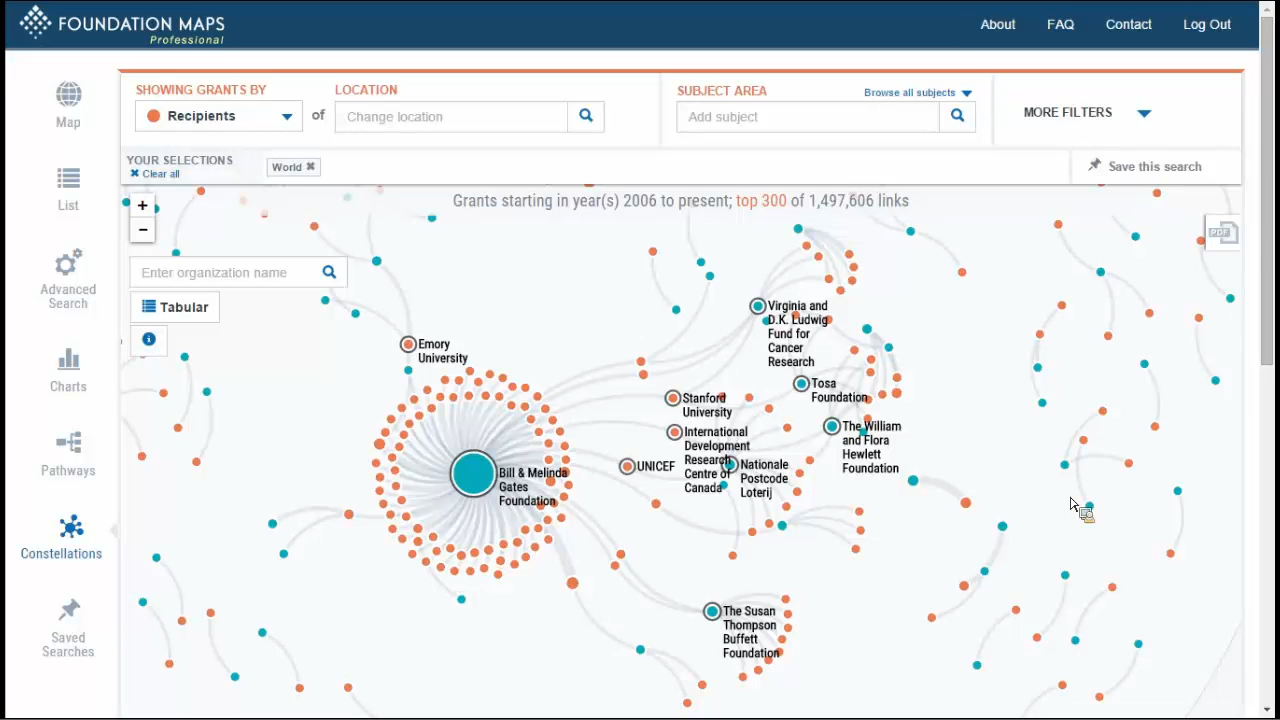 FOUNDATION MAPS
Professional
About
FAQ
Contact
Log Out
Map
List
Advanced
Search
Charts
Pathways
Constellations
Saved
Searches
SHOWING GRANTS BY
Recipients
of
LOCATION
Change location
SUBJECT AREA
Browse all subjects
Add subject
MORE FILTERS
YOUR SELECTIONS
Clear all
World
Save this search
Grants starting in year(s) 2006 to present; top 300 of 1,497,606 links
+
−
PDF
Enter organization name
Tabular
Emory
University
Bill & Melinda
Gates
Foundation
Virginia and
D.K. Ludwig
Fund for
Cancer
Research
Tosa
Foundation
Stanford
University
International
Development
Research
Centre of
Canada
UNICEF
Nationale
Postcode
Loterij
The William
and Flora
Hewlett
Foundation
The Susan
Thompson
Buffett
Foundation